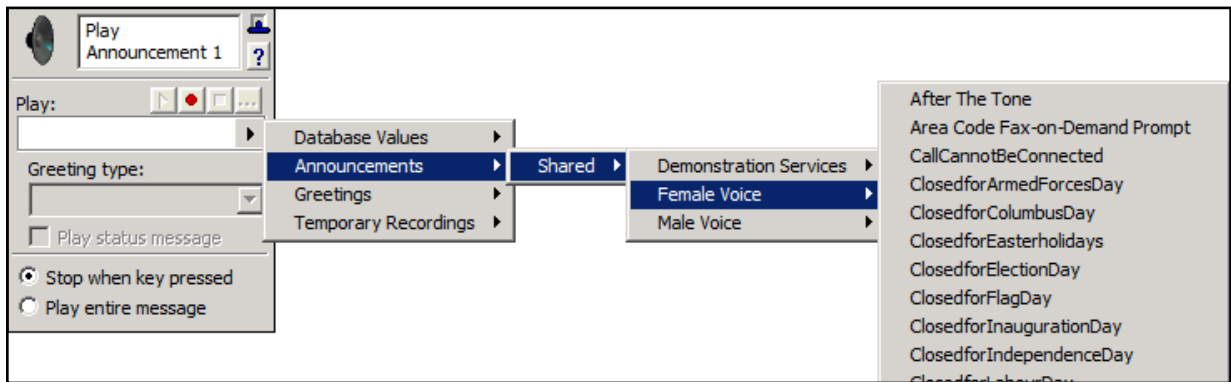 Play
Announcement 1
?
Play:
...
Greeting type:
Play status message
Stop when key pressed
Play entire message
Database Values
Announcements
Greetings
Temporary Recordings
Shared
Demonstration Services
Female Voice
Male Voice
After The Tone
Area Code Fax-on-Demand Prompt
CallCannotBeConnected
ClosedforArmedForcesDay
ClosedforColumbusDay
ClosedforEasterholidays
ClosedforElectionDay
ClosedforFlagDay
ClosedforInaugurationDay
ClosedforIndependenceDay
ClosedforLabourDay